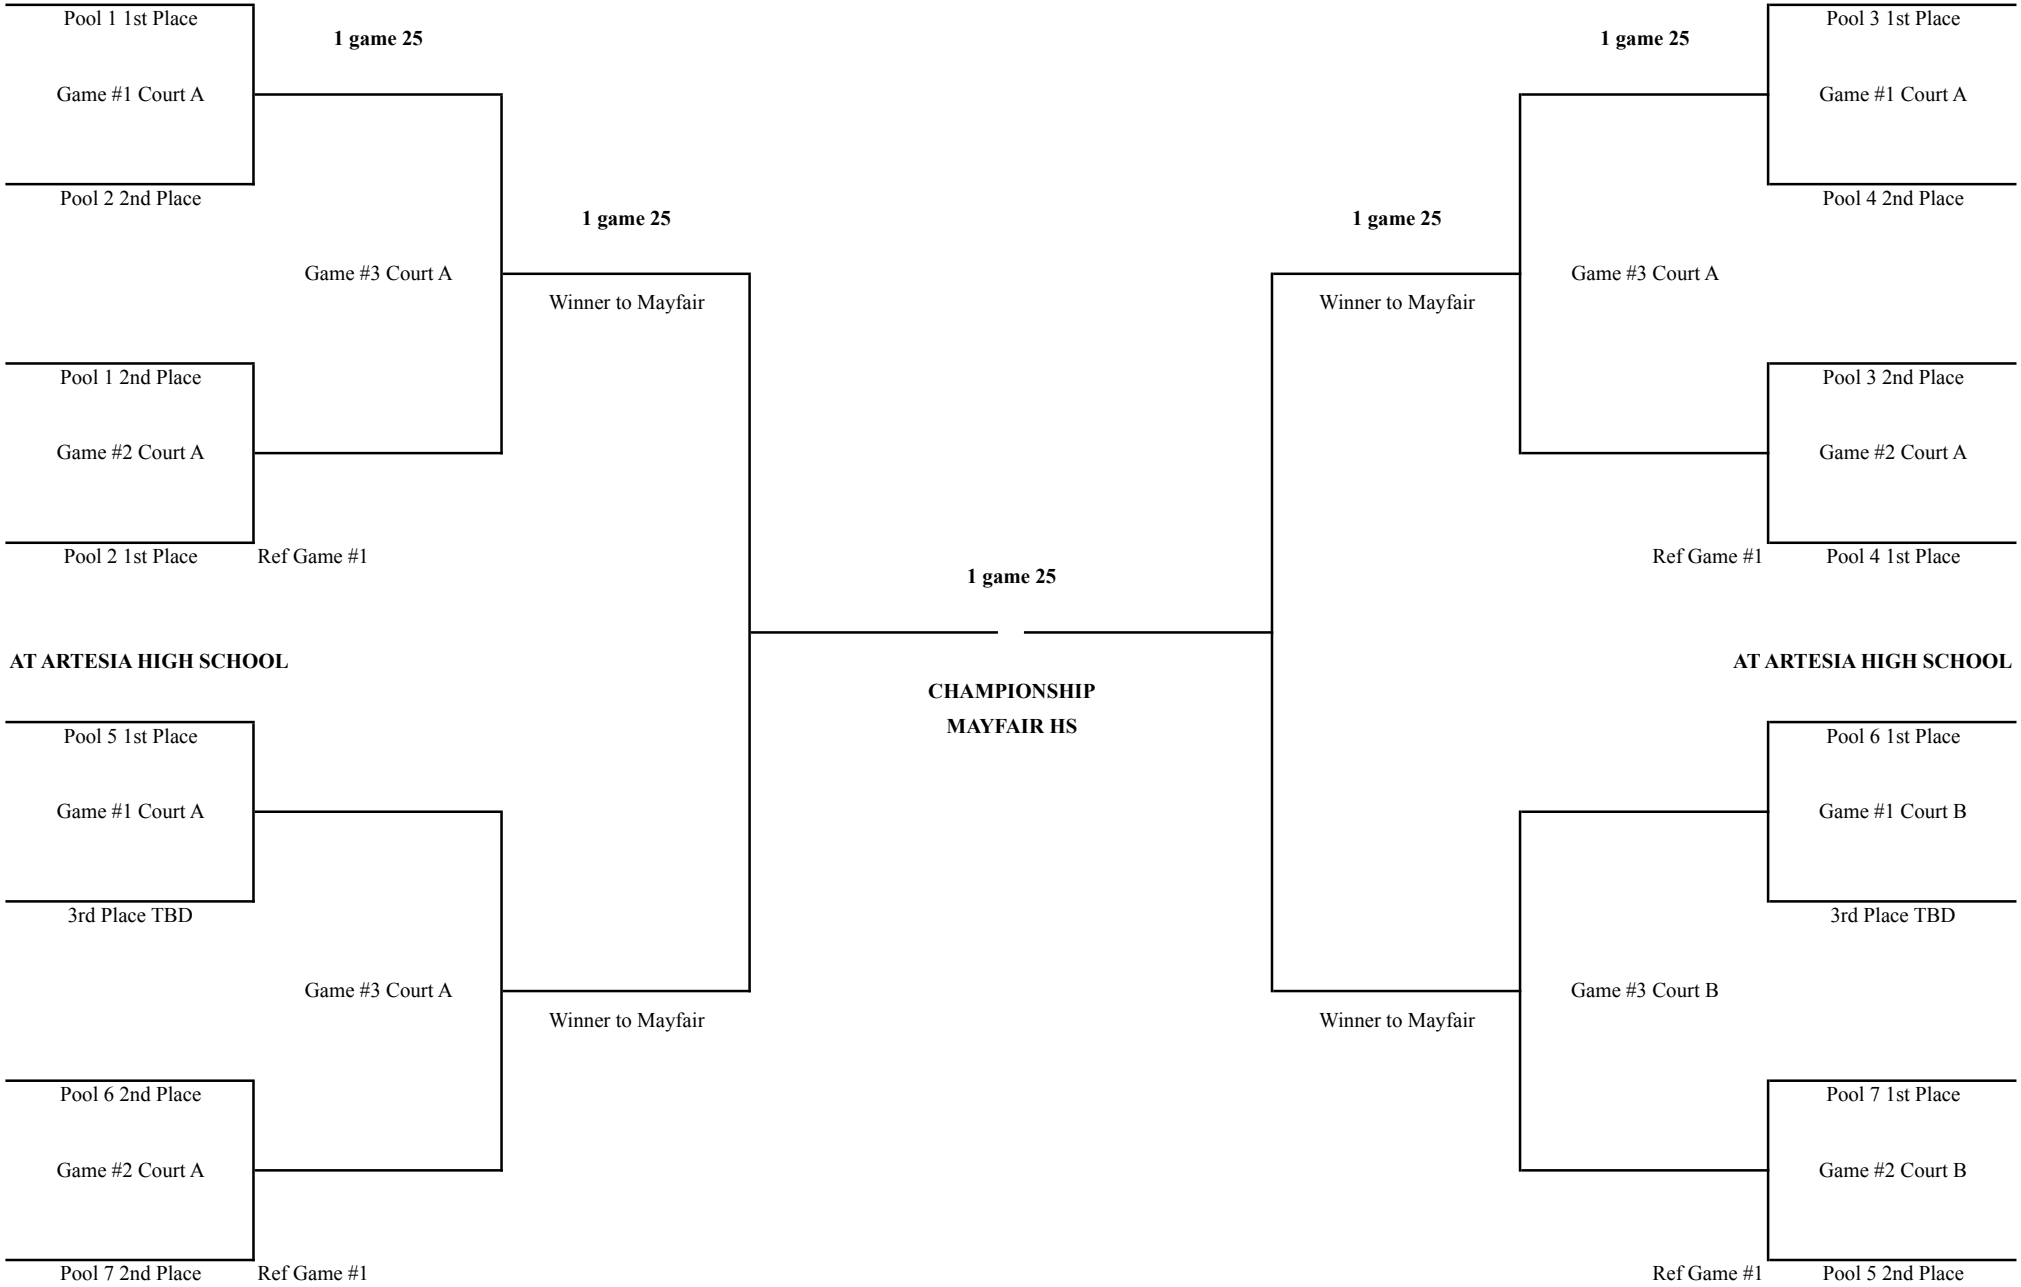 Pool 1 1st Place
1 game 25
Game #1 Court A
Pool 2 2nd Place
1 game 25
Game #3 Court A
Winner to Mayfair
Pool 1 2nd Place
Game #2 Court A
Pool 2 1st Place
Ref Game #1
AT ARTESIA HIGH SCHOOL
Pool 5 1st Place
Game #1 Court A
3rd Place TBD
Game #3 Court A
Winner to Mayfair
Pool 6 2nd Place
Game #2 Court A
Pool 7 2nd Place
Ref Game #1
1 game 25
CHAMPIONSHIP
MAYFAIR HS
1 game 25
Pool 3 1st Place
Game #1 Court A
Pool 4 2nd Place
1 game 25
Winner to Mayfair
Game #3 Court A
Pool 3 2nd Place
Game #2 Court A
Ref Game #1
Pool 4 1st Place
AT ARTESIA HIGH SCHOOL
Pool 6 1st Place
Game #1 Court B
3rd Place TBD
Game #3 Court B
Winner to Mayfair
Pool 7 1st Place
Game #2 Court B
Ref Game #1
Pool 5 2nd Place